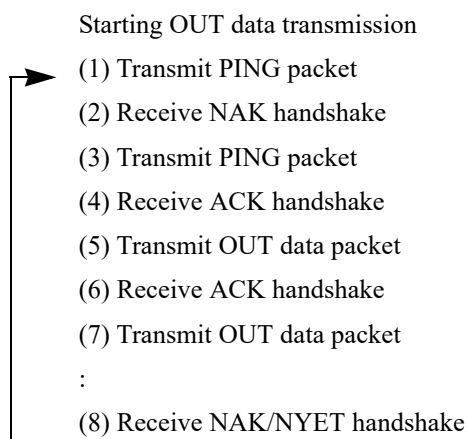 Starting OUT data transmission
(1) Transmit PING packet
(2) Receive NAK handshake
(3) Transmit PING packet
(4) Receive ACK handshake
(5) Transmit OUT data packet
(6) Receive ACK handshake
(7) Transmit OUT data packet
:
(8) Receive NAK/NYET handshake